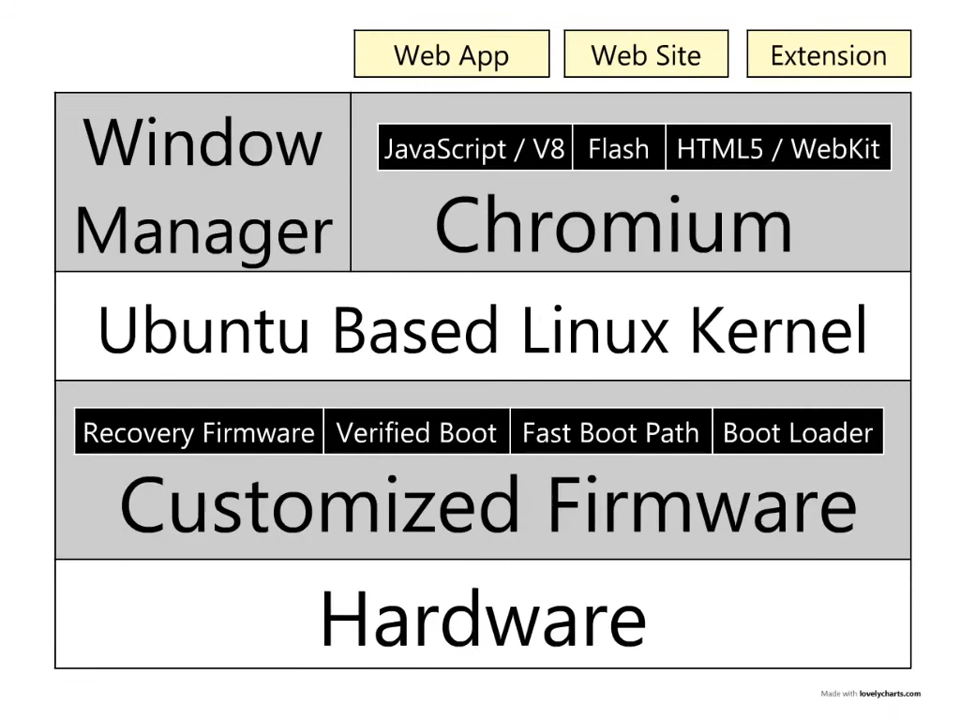 Web App
Web Site
Extension
Window
Manager
JavaScript / V8
Flash
HTML5 / WebKit
Chromium
Ubuntu Based Linux Kernel
Recovery Firmware
Verified Boot
Fast Boot Path
Boot Loader
Customized Firmware
Hardware
Made with lovelycharts.com